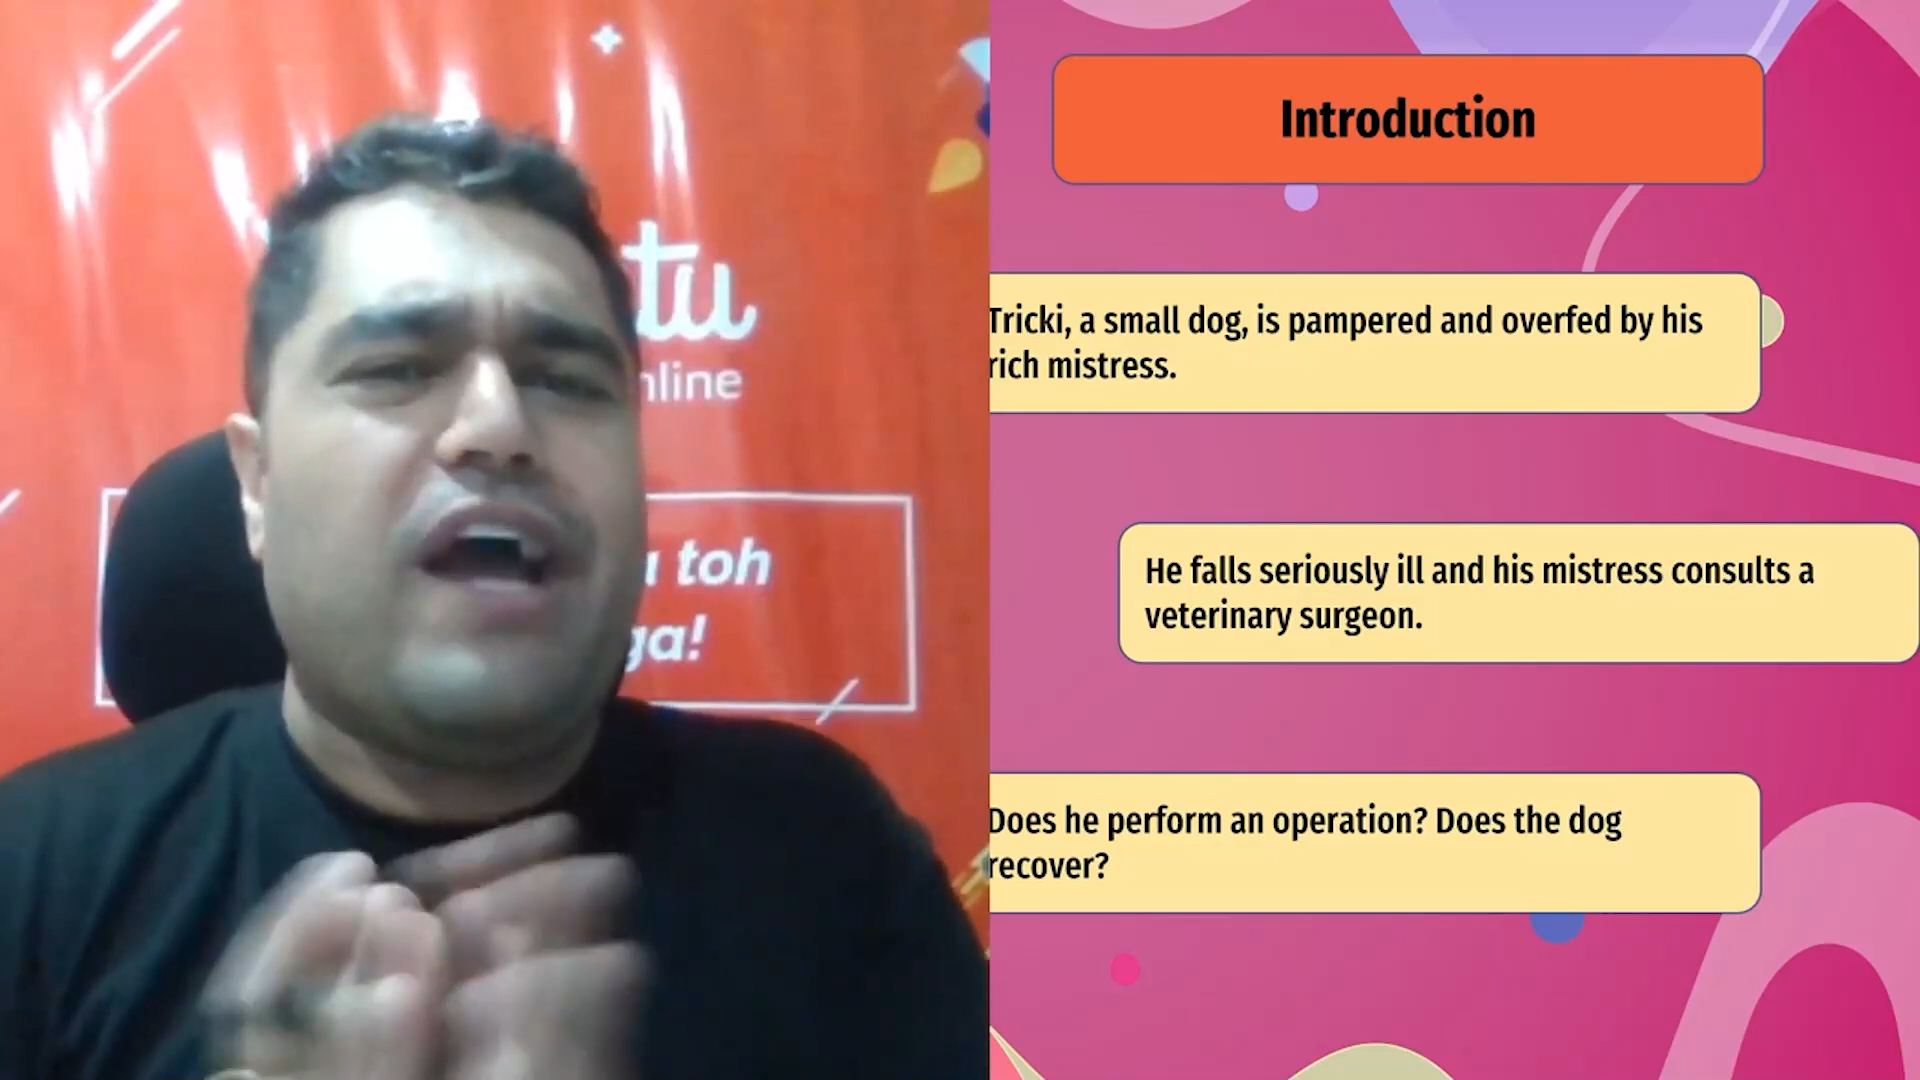 tu
nline
toh
ga!
Introduction
Tricki, a small dog, is pampered and overfed by his
rich mistress.
He falls seriously ill and his mistress consults a
veterinary surgeon.
Does he perform an operation? Does the dog
recover?